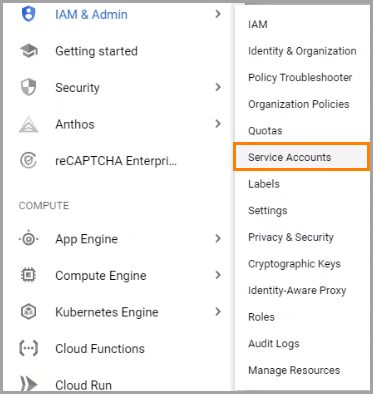 IAM & Admin
Getting started
Security
Anthos
reCAPTCHA Enterpri...
COMPUTE
App Engine
Compute Engine
Kubernetes Engine
Cloud Functions
Cloud Run
IAM
Identity & Organization
Policy Troubleshooter
Organization Policies
Quotas
Service Accounts
Labels
Settings
Privacy & Security
Cryptographic Keys
Identity-Aware Proxy
Roles
Audit Logs
Manage Resources